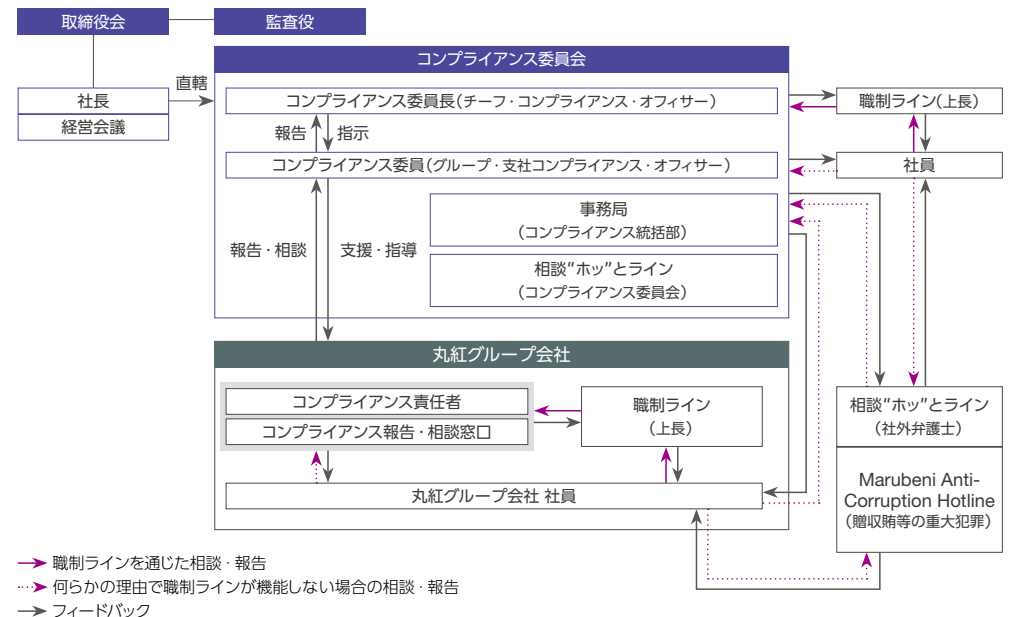 取締役会
監査役
コンプライアンス委員会
直轄
社長
経営会議
コンプライアンス委員長(チーフ・コンプライアンス・オフィサー)
職制ライン(上長)
報告
指示
コンプライアンス委員(グループ・支社コンプライアンス・オフィサー)
社員
報告・相談
支援・指導
事務局
(コンプライアンス統括部)
相談“ホッ”とライン
(コンプライアンス委員会)
丸紅グループ会社
コンプライアンス責任者
コンプライアンス報告・相談窓口
職制ライン
(上長)
丸紅グループ会社 社員
相談“ホッ”とライン
(社外弁護士)
Marubeni Anti-
Corruption Hotline
(贈収賄等の重大犯罪)
職制ラインを通じた相談・報告
何らかの理由で職制ラインが機能しない場合の相談・報告
フィードバック